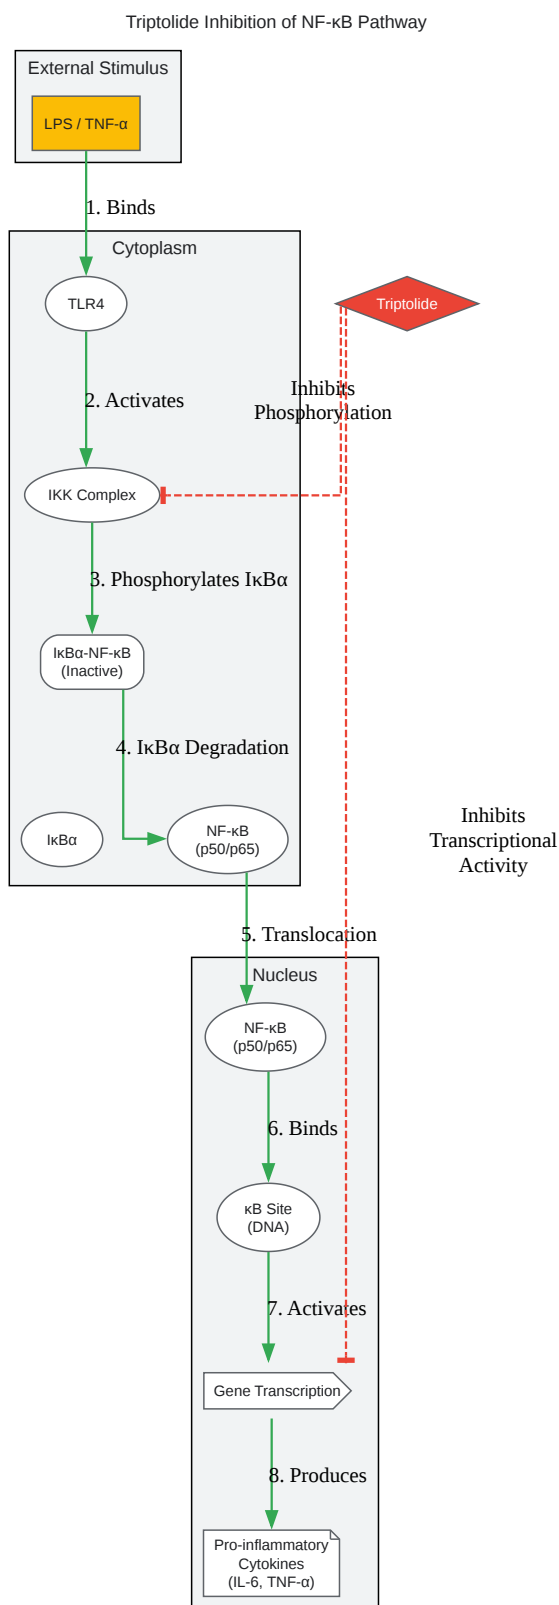 Triptolide Inhibition of NF-κB Pathway
External Stimulus
LPS / TNF-α
1. Binds
Cytoplasm
TLR4
Triptolide
2. Activates
Inhibits
Phosphorylation
IKK Complex
3. Phosphorylates IκBα
IκBα-NF-κB
(Inactive)
4. IκBα Degradation
IκBα
NF-κB
(p50/p65)
Inhibits
Transcriptional
Activity
5. Translocation
Nucleus
NF-κB
(p50/p65)
6. Binds
κB Site
(DNA)
7. Activates
Gene Transcription
8. Produces
Pro-inflammatory
Cytokines
(IL-6, TNF-α)